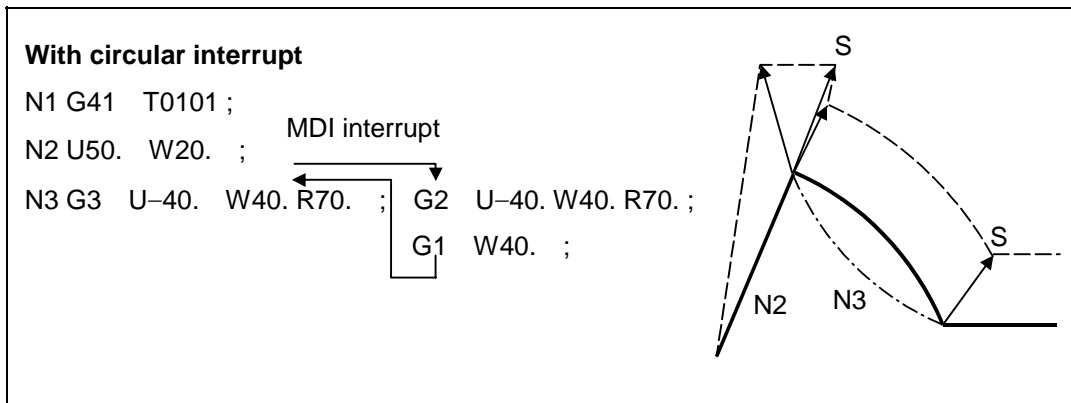 With circular interrupt
N1 G41 T0101 ;
MDI interrupt
N2 U50. W20. ;
N3 G3 U−40. W40. R70. ; G2 U−40. W40. R70. ;
G1 W40. ;
S
S
N2
N3